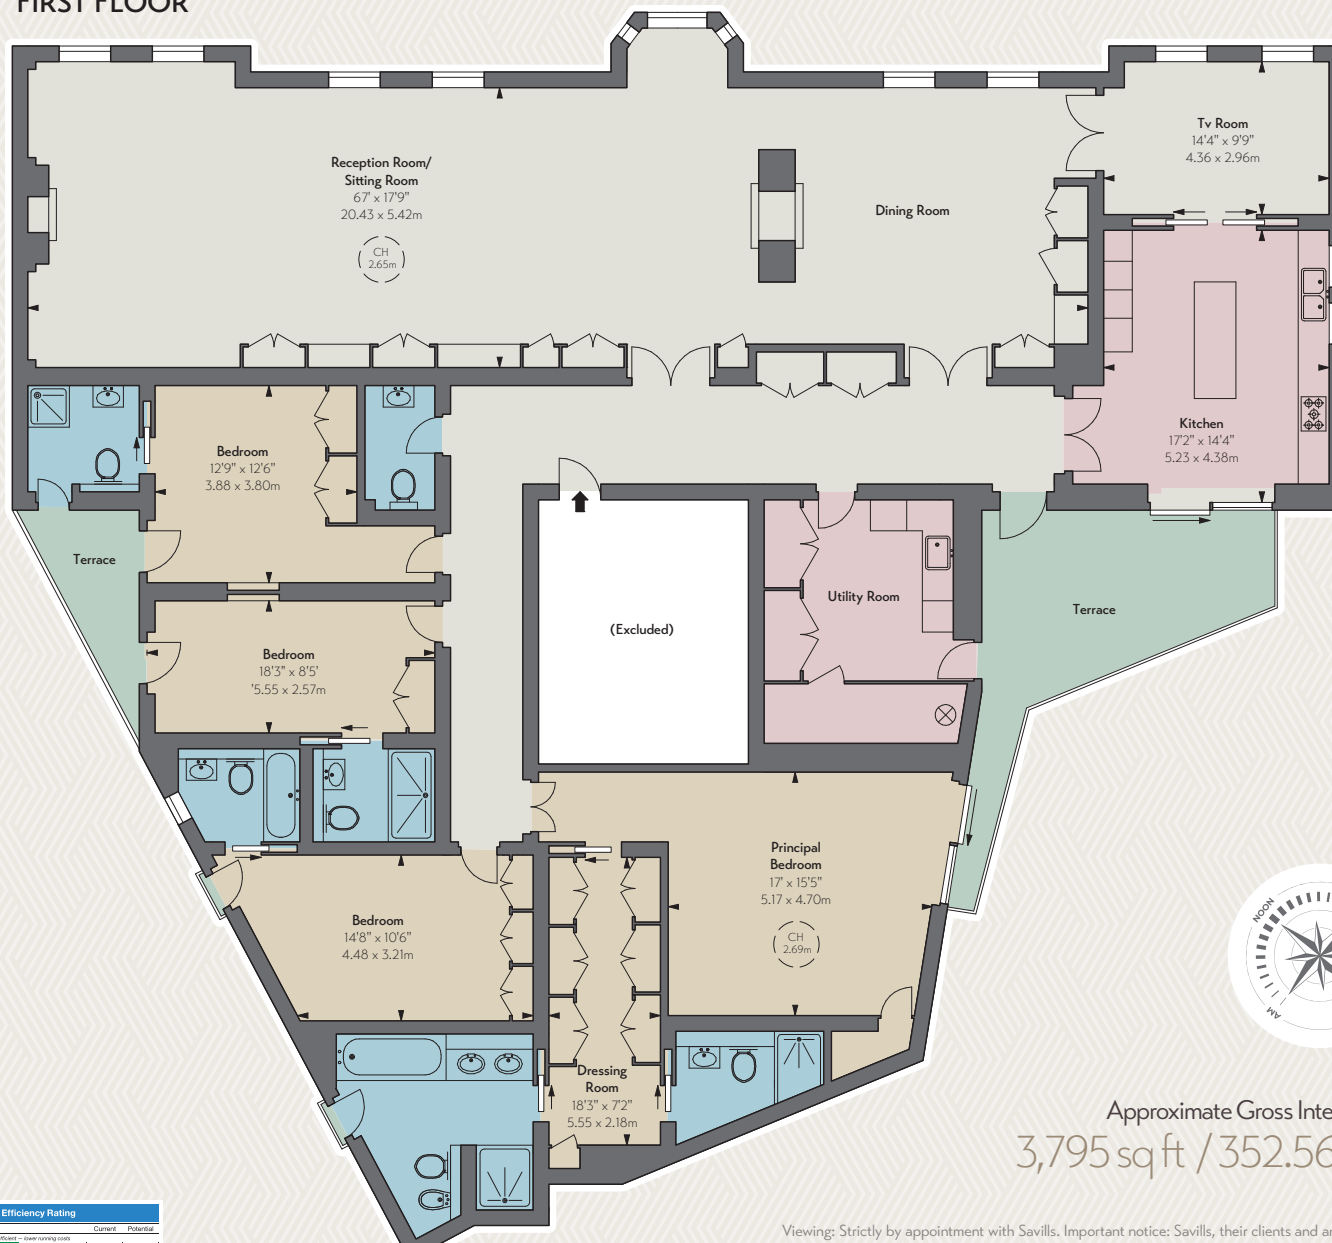 FIRST FLOOR
Reception Room/
Sitting Room
67' x 17'9"
20.43 x 5.42m
CH
2.65m
Dining Room
Tv Room
14'4" x 9'9"
4.36 x 2.96m
Kitchen
17'2" x 14'4"
5.23 x 4.38m
Bedroom
12'9" x 12'6"
3.88 x 3.80m
Terrace
Bedroom
18'3" x 8'5'
'5.55 x 2.57m
(Excluded)
Utility Room
Terrace
Principal
Bedroom
17' x 15'5"
5.17 x 4.70m
CH
2.69m
Bedroom
14'8" x 10'6"
4.48 x 3.21m
Dressing
Room
18'3" x 7'2"
5.55 x 2.18m
NOON
AM
Approximate Gross Inte
3,795 sq ft / 352.56
Efficiency Rating
Current Potential
efficient – lower running costs
Viewing: Strictly by appointment with Savills. Important notice: Savills, their clients and a